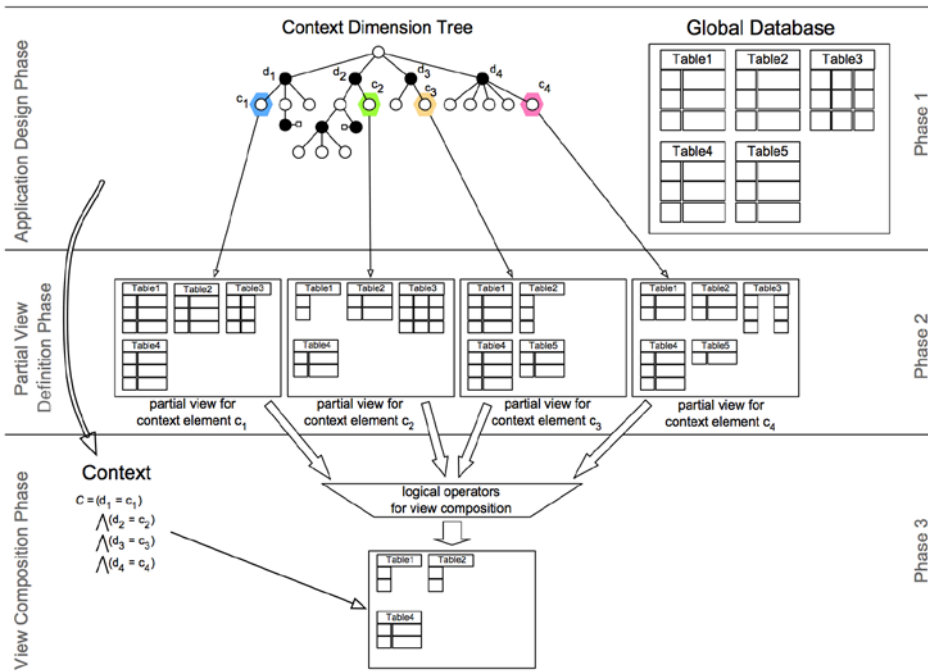 Application Design Phase
Context Dimension Tree
d1
d2
d3
d4
c1
c2
c3
c4
Global Database
Table1
Table2
Table3
Table4
Table5
Phase 1
Partial View
Definition Phase
Table1
Table2
Table3
Table4
partial view for
context element c1
Table1
Table2
Table3
Table4
partial view for
context element c2
Table1
Table2
Table4
Table5
partial view for
context element c3
Table1
Table2
Table3
Table4
Table5
partial view for
context element c4
Phase 2
View Composition Phase
Context
C = (d1 = c1)
⋀(d2 = c2)
⋀(d3 = c3)
⋀(d4 = c4)
logical operators
for view composition
Table1
Table2
Table4
Phase 3